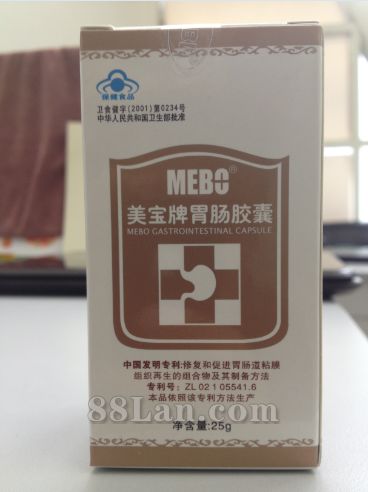 保健食品
卫食健字(2001)第0234号
中华人民共和国卫生部批准
MEBO®
美宝牌胃肠胶囊
MEBO GASTROINTESTINAL CAPSULE
中国发明专利:修复和促进胃肠道粘膜
组织再生的组合物及其制备方法
专利号: ZL 02 1 05541.6
本品依照该专利方法生产
88Lan.com
净含量:25g